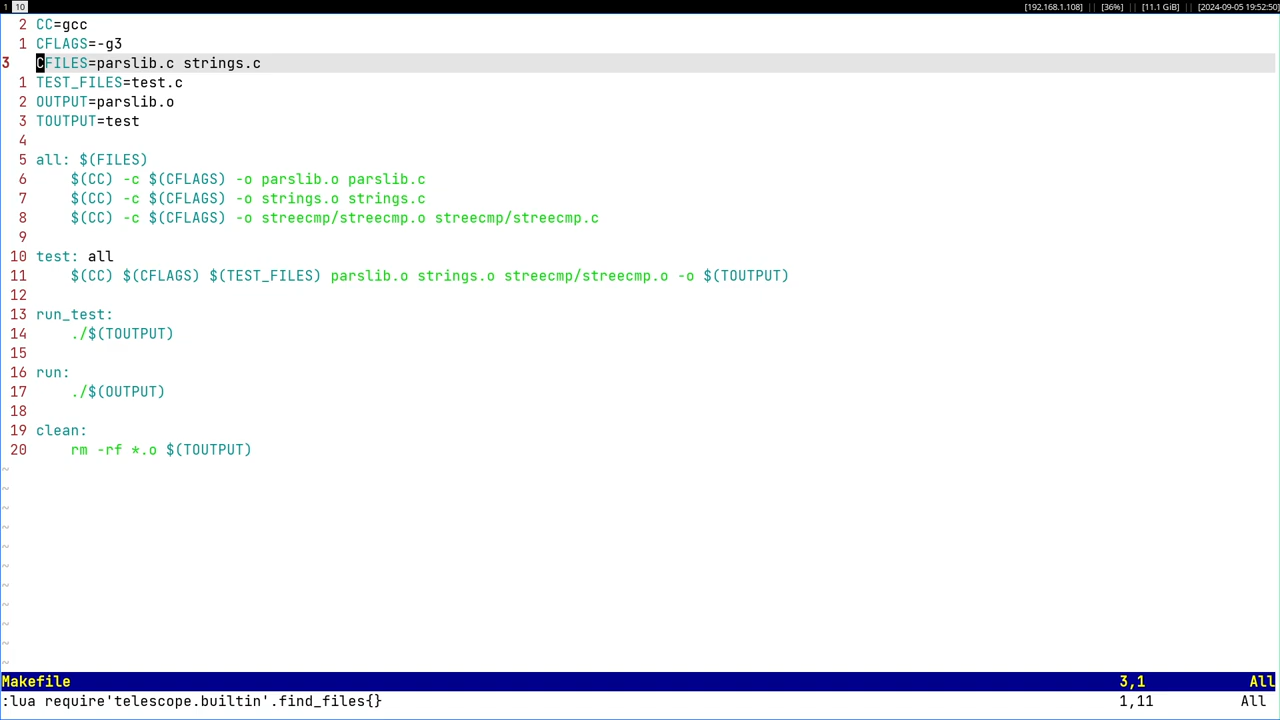 1 10 [192.168.1.108] || [36%] || [11.1 GiB] || [2024-09-05 19:52:50]
2 CC=gcc
1 CFLAGS=-g3
3 CFILES=parslib.c strings.c
1 TEST_FILES=test.c
2 OUTPUT=parslib.o
3 TOUTPUT=test
4
5 all: $(FILES)
6 $(CC) -c $(CFLAGS) -o parslib.o parslib.c
7 $(CC) -c $(CFLAGS) -o strings.o strings.c
8 $(CC) -c $(CFLAGS) -o streecmp/streecmp.o streecmp/streecmp.c
9
10 test: all
11 $(CC) $(CFLAGS) $(TEST_FILES) parslib.o strings.o streecmp/streecmp.o -o $(TOUTPUT)
12
13 run_test:
14 ./$(TOUTPUT)
15
16 run:
17 ./$(OUTPUT)
18
19 clean:
20 rm -rf *.o $(TOUTPUT)
~
~
~
~
~
~
~
~
~
~
~
Makefile 3,1 All
:lua require'telescope.builtin'.find_files{} 1,11 All